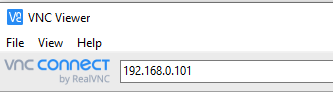 VNC Viewer
File View Help
vnc connect
by RealVNC
192.168.0.101